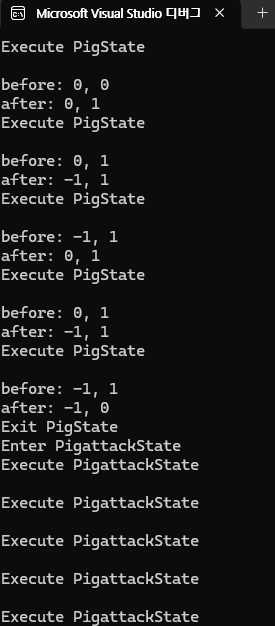 Microsoft Visual Studio 디버그
Execute PigState
before: 0, 0
after: 0, 1
Execute PigState
before: 0, 1
after: -1, 1
Execute PigState
before: -1, 1
after: 0, 1
Execute PigState
before: 0, 1
after: -1, 1
Execute PigState
before: -1, 1
after: -1, 0
Exit PigState
Enter PigattackState
Execute PigattackState
Execute PigattackState
Execute PigattackState
Execute PigattackState
Execute PigattackState